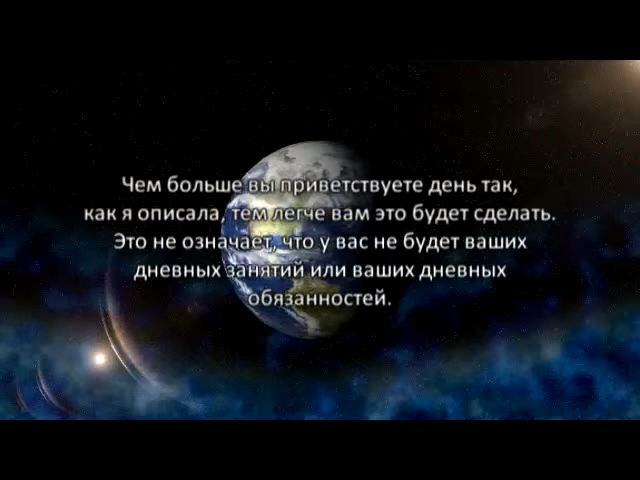 Чем больше вы приветствуете день так,
как я описала, тем легче вам это будет сделать.
Это не означает, что у вас не будет ваших
дневных занятий или ваших дневных
обязанностей.